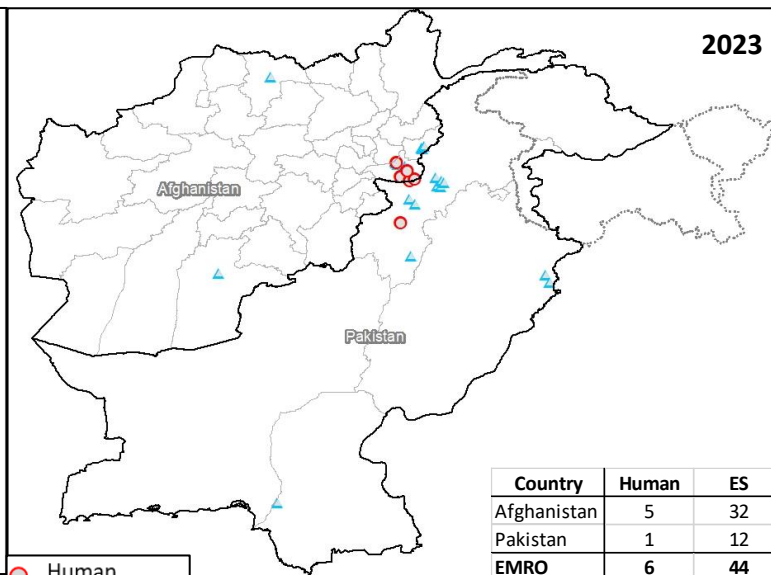 2023
Afghanistan
Pakistan
Country Human ES
Afghanistan 5 32
Pakistan 1 12
EMRO 6 44
Human